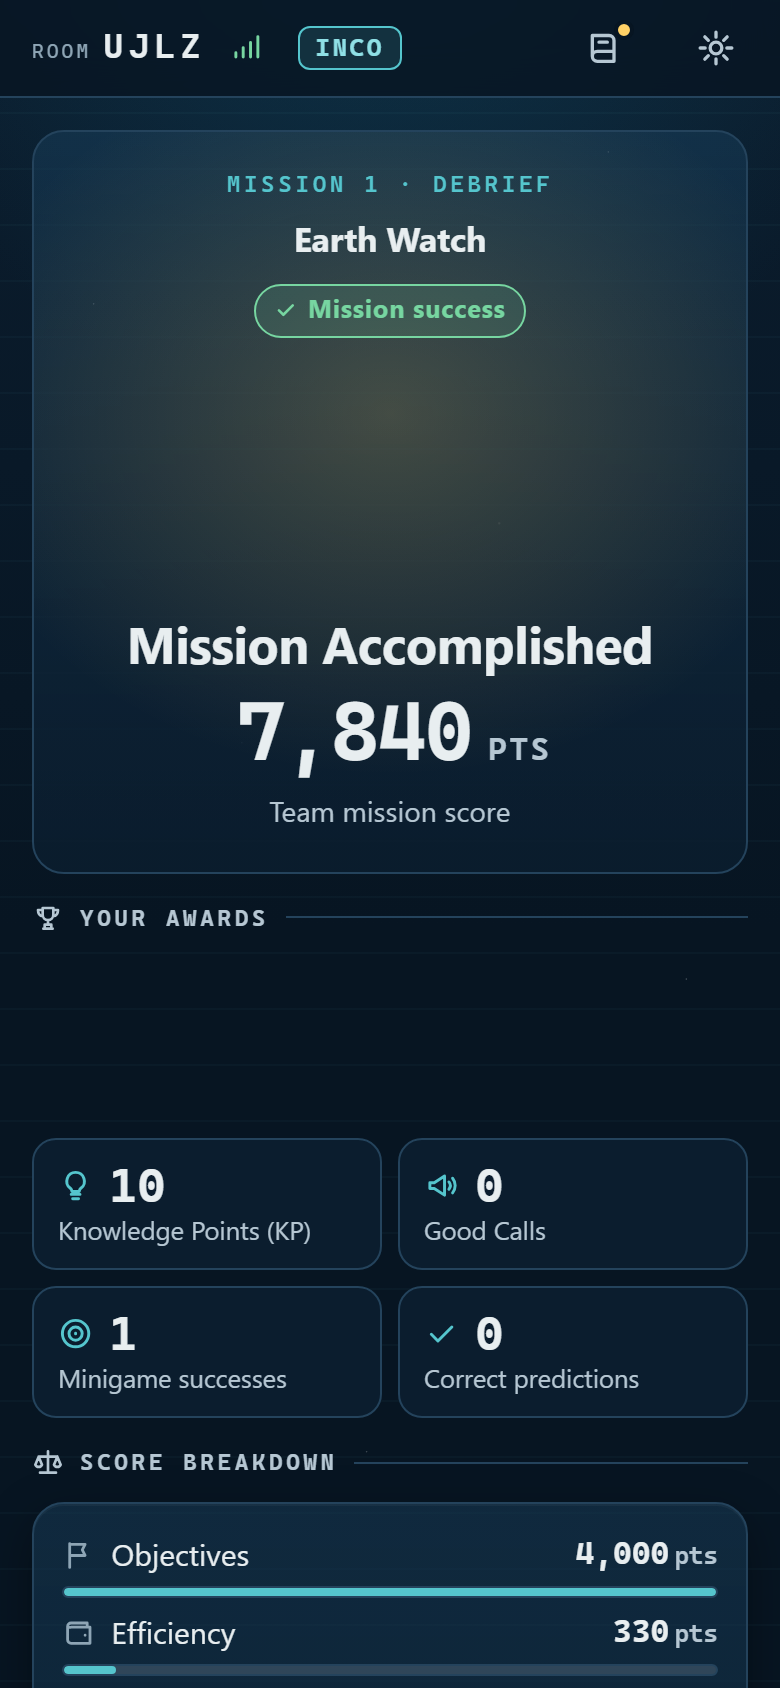 ROOM UJLZ INCO
MISSION 1 · DEBRIEF
Earth Watch
Mission success
Mission Accomplished
7,840 PTS
Team mission score
YOUR AWARDS
10
Knowledge Points (KP)
0
Good Calls
1
Minigame successes
0
Correct predictions
SCORE BREAKDOWN
Objectives 4,000 pts
Efficiency 330 pts